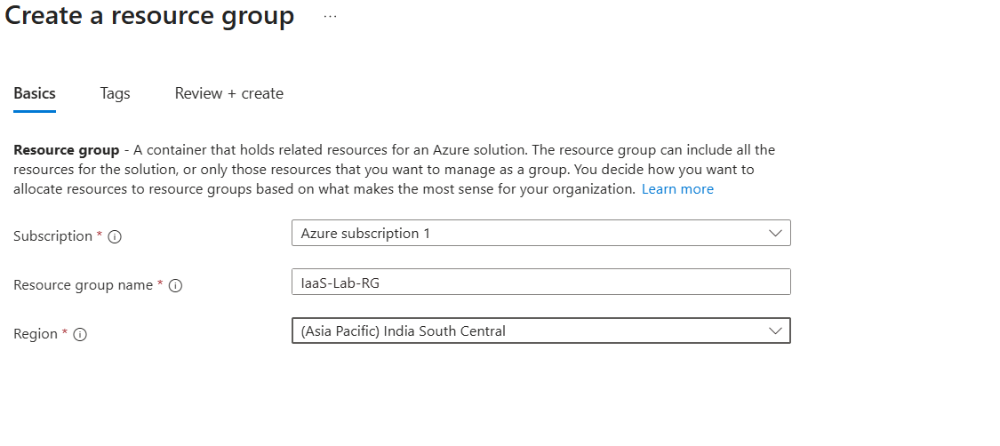 Create a resource group ...
Basics Tags Review + create
Resource group - A container that holds related resources for an Azure solution. The resource group can include all the
resources for the solution, or only those resources that you want to manage as a group. You decide how you want to
allocate resources to resource groups based on what makes the most sense for your organization. Learn more
Subscription * Azure subscription 1
Resource group name * IaaS-Lab-RG
Region * (Asia Pacific) India South Central